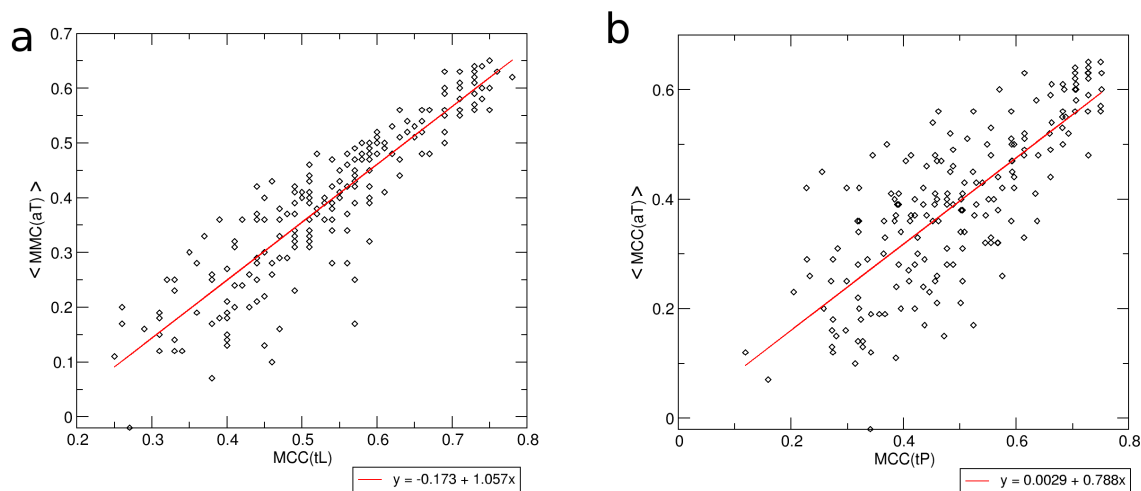 a
0.7
0.6
0.5
0.4
0.3
0.2
0.1
0
< MMC(aT) >
0.2 0.3 0.4 0.5 0.6 0.7 0.8
MCC(tL)
y = -0.173 + 1.057x
b
0.6
0.4
0.2
0
< MCC(aT) >
0 0.2 0.4 0.6 0.8
MCC(tP)
y = 0.0029 + 0.788x